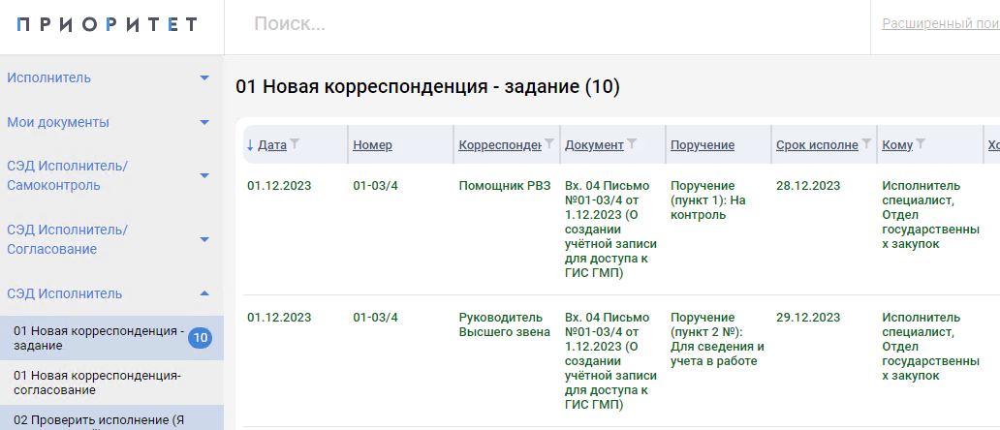 ПРИОРИТЕТ
Поиск...
Расширенный пои
Исполнитель
Мои документы
СЭД Исполнитель/
Самоконтроль
СЭД Исполнитель/
Согласование
СЭД Исполнитель
01 Новая корреспонденция -
задание
10
01 Новая корреспонденция-
согласование
02 Проверить исполнение (Я
01 Новая корреспонденция - задание (10)
Дата Номер Корреспонден Документ Поручение Срок исполне Кому Хо
01.12.2023 01-03/4 Помощник РВЗ Вх. 04 Письмо Поручение 28.12.2023 Исполнитель
№01-03/4 от (пункт 1): На специалист,
1.12.2023 (О контроль Отдел
создании государственны
учётной записи х закупок
для доступа к
ГИС ГМП)
01.12.2023 01-03/4 Руководитель Вх. 04 Письмо Поручение 29.12.2023 Исполнитель
Высшего звена №01-03/4 от (пункт 2 №): специалист,
1.12.2023 (О Для сведения и Отдел
создании учета в работе государственны
учётной записи х закупок
для доступа к
ГИС ГМП)